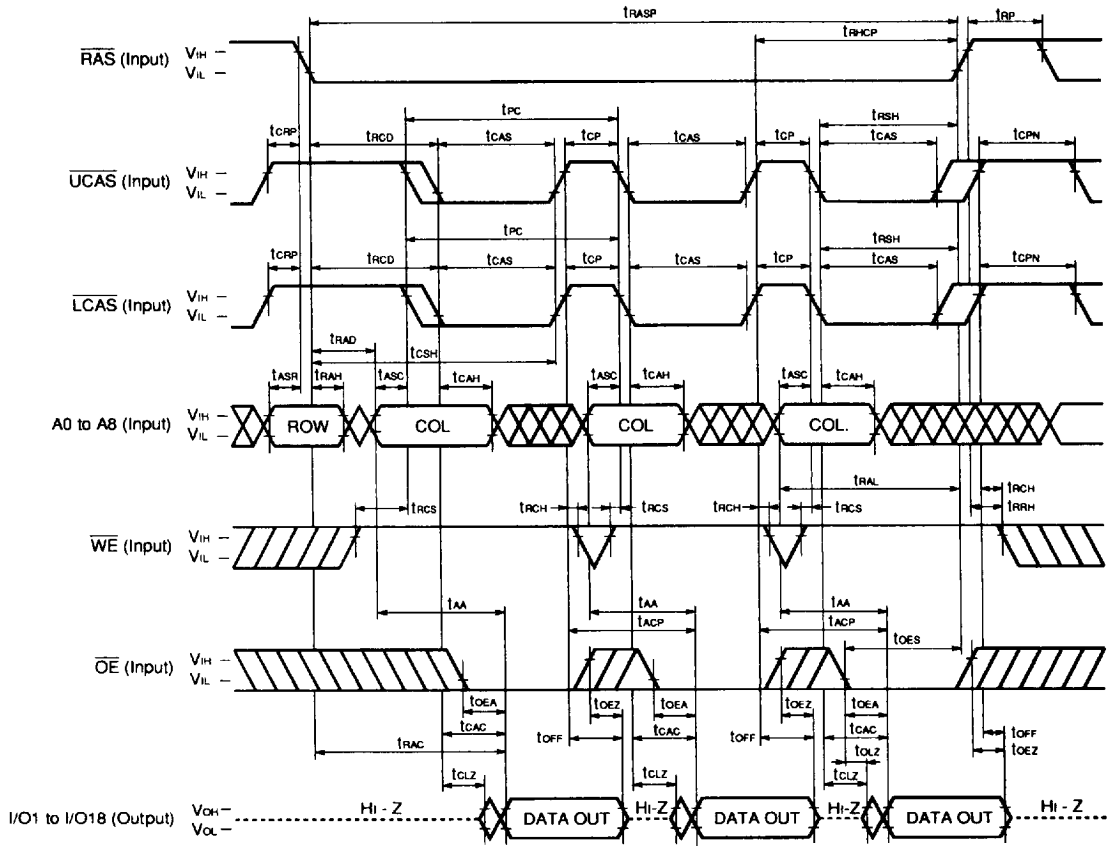 tRASP tRP
tRHCP
RAS (Input) VIH
VIL
tPC tRSH
tCRP tRCD tCAS tCP tCAS tCP tCAS tCPN
UCAS (Input) VIH
VIL
tPC tRSH
tCRP tRCD tCAS tCP tCAS tCP tCAS tCPN
LCAS (Input) VIH
VIL
tRAD tCSH
tASR tRAH tASC tCAH tASC tCAH tASC tCAH
A0 to A8 (Input) VIH
VIL
ROW COL COL COL.
tRAL tRCH
tRCS tRCH tRCS tRCH tRCS tRRH
WE (Input) VIH
VIL
tAA tAA tAA
tACP tACP
tOES
OE (Input) VIH
VIL
tOEA tOEZ tOEA tOEZ tOEA
tCAC tOFF tCAC tOFF tCAC tOFF
tRAC tOLZ tOEZ
tCLZ tCLZ tCLZ
I/O1 to I/O18 (Output) VOH
VOL
HI - Z DATA OUT HI-Z DATA OUT HI-Z DATA OUT HI - Z